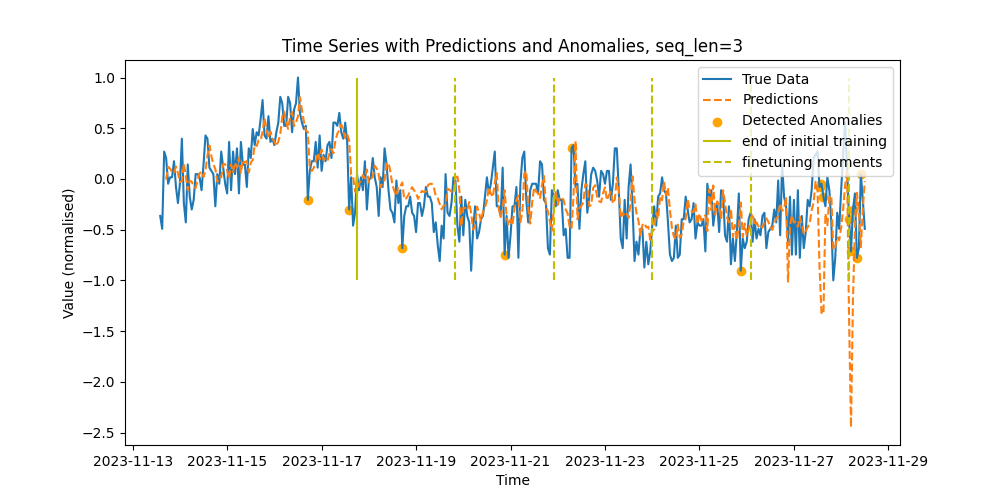 Time Series with Predictions and Anomalies, seq_len=3
True Data
Predictions
Detected Anomalies
end of initial training
finetuning moments
Value (normalised)
1.0
0.5
0.0
−0.5
−1.0
−1.5
−2.0
−2.5
2023-11-13 2023-11-15 2023-11-17 2023-11-19 2023-11-21 2023-11-23 2023-11-25 2023-11-27 2023-11-29
Time